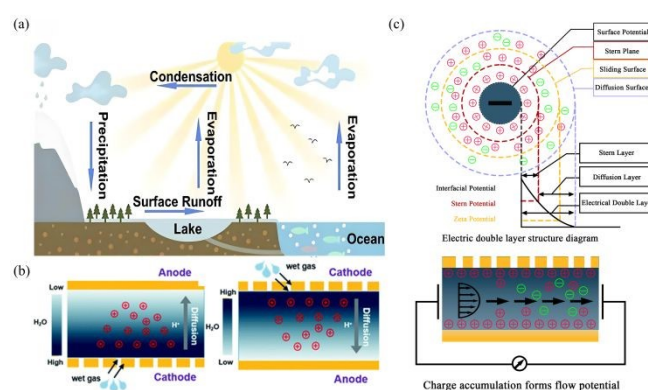 (a)
Condensation
Precipitation
Evaporation
Evaporation
Surface Runoff
Lake
Ocean
(b)
Low
High
H₂O
Anode
H⁺
Diffusion
Cathode
wet gas
High
Low
H₂O
wet gas
Cathode
H⁺
Diffusion
Anode
(c)
Surface Potential
Stern Plane
Sliding Surface
Diffusion Surface
Stern Layer
Diffusion Layer
Electrical Double Layer
Interfacial Potential
Stern Potential
Zeta Potential
Electric double layer structure diagram
Charge accumulation forms flow potential